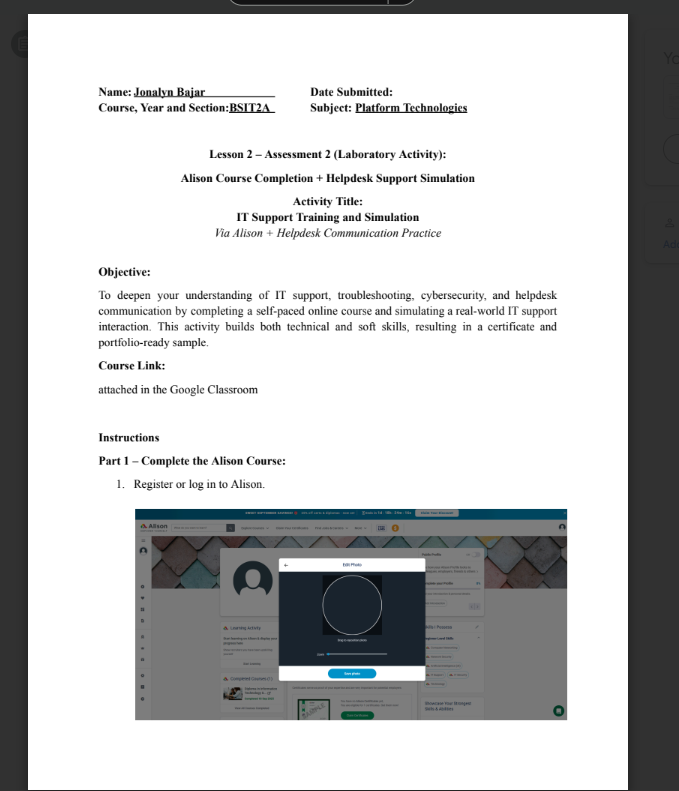 Name: Jonalyn Bajar
Date Submitted:
Course, Year and Section:BSIT2A
Subject: Platform Technologies
Lesson 2 – Assessment 2 (Laboratory Activity):
Alison Course Completion + Helpdesk Support Simulation
Activity Title:
IT Support Training and Simulation
Via Alison + Helpdesk Communication Practice
Objective:
To deepen your understanding of IT support, troubleshooting, cybersecurity, and helpdesk
communication by completing a self-paced online course and simulating a real-world IT support
interaction. This activity builds both technical and soft skills, resulting in a certificate and
portfolio-ready sample.
Course Link:
attached in the Google Classroom
Instructions
Part 1 – Complete the Alison Course:
1. Register or log in to Alison.
Alison
Edit Photo
Save photo
Learning Activity
Completed Courses
Showcase Your Strongest
Skills & Abilities